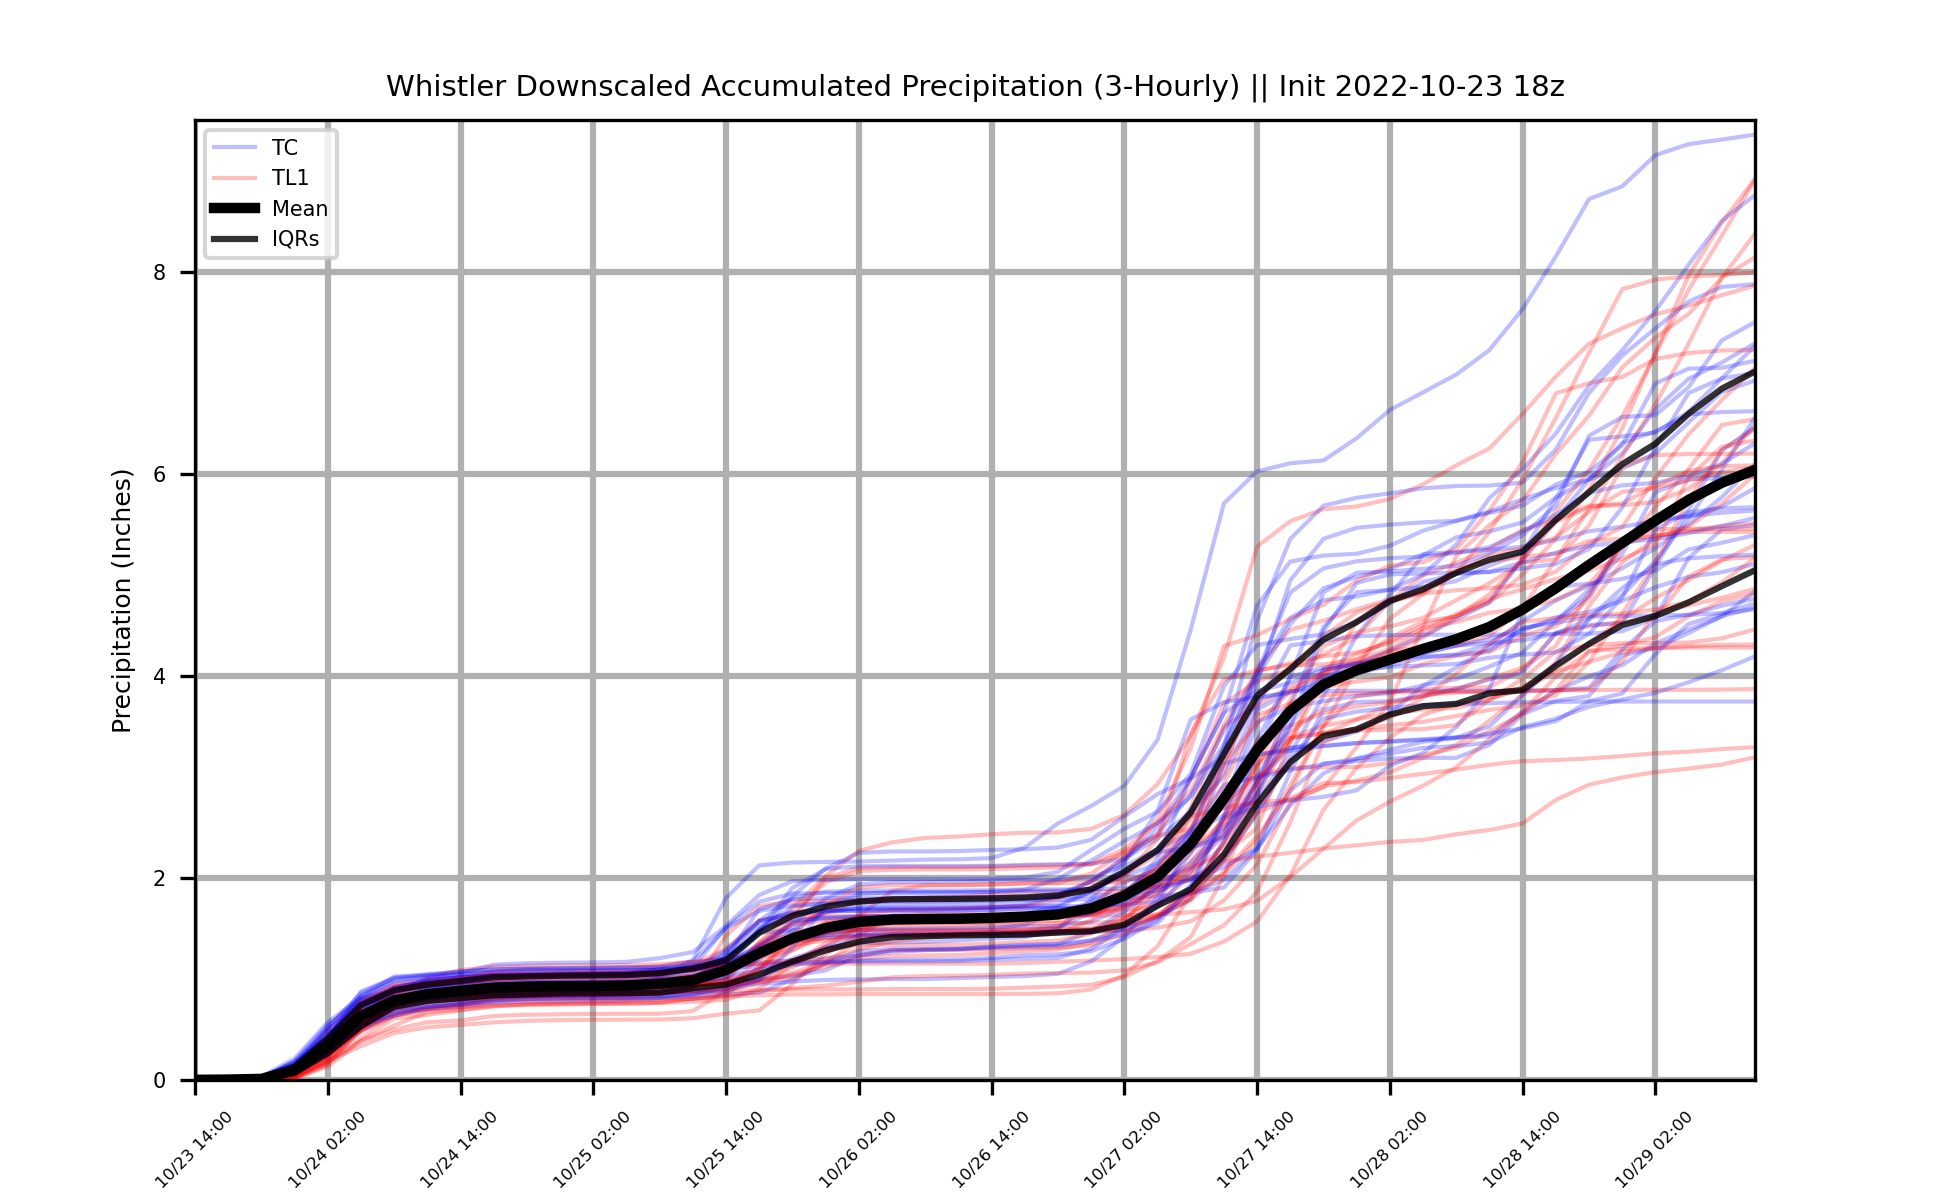 Whistler Downscaled Accumulated Precipitation (3-Hourly) || Init 2022-10-23 18z
TC
TL1
Mean
IQRs
Precipitation (Inches)
8
6
4
2
0
10/23 14:00
10/24 02:00
10/24 14:00
10/25 02:00
10/25 14:00
10/26 02:00
10/26 14:00
10/27 02:00
10/27 14:00
10/28 02:00
10/28 14:00
10/29 02:00